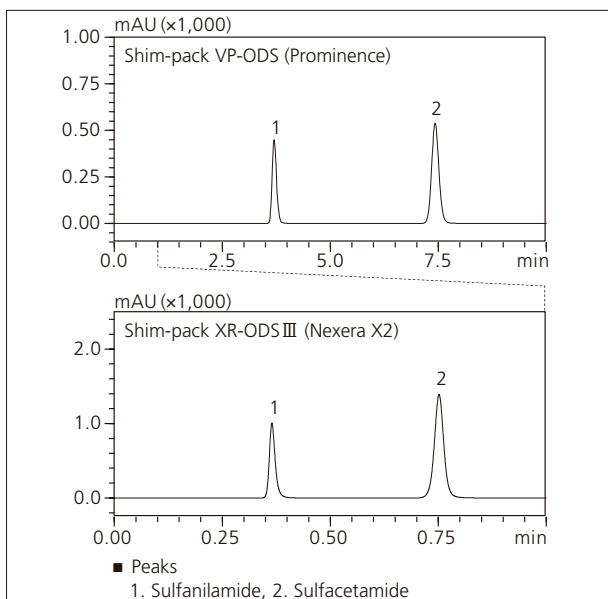 mAU (×1,000)
1.00
Shim-pack VP-ODS (Prominence)
0.75
0.50
1
2
0.25
0.00
0.0 2.5 5.0 7.5 min
mAU (×1,000)
Shim-pack XR-ODSⅢ (Nexera X2)
2.0
1
2
1.0
0.0
0.00 0.25 0.50 0.75 min
■ Peaks
1. Sulfanilamide, 2. Sulfacetamide